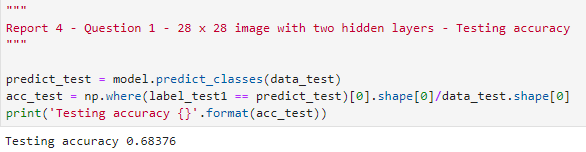 """
Report 4 - Question 1 - 28 x 28 image with two hidden layers - Testing accuracy
"""
predict_test = model.predict_classes(data_test)
acc_test = np.where(label_test1 == predict_test)[0].shape[0]/data_test.shape[0]
print('Testing accuracy {}'.format(acc_test))
Testing accuracy 0.68376